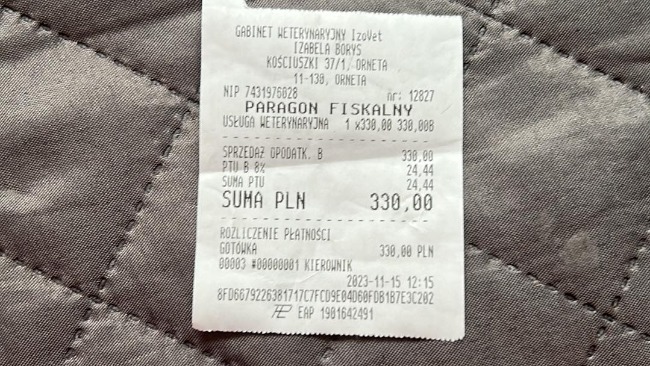 GABINET WETERYNARYJNY IzoVet
IZABELA BORYS
KOŚCIUSZKI 37/1, ORNETA
11-130, ORNETA
NIP 7431976028 nr: 12827
PARAGON FISKALNY
USŁUGA WETERYNARYJNA 1 x330,00 330,00B
SPRZEDAŻ OPODATK. B 330,00
PTU B 8% 24,44
SUMA PTU 24,44
SUMA PLN 330,00
ROZLICZENIE PŁATNOŚCI
GOTÓWKA 330,00 PLN
00003 #00000001 KIEROWNIK
2023-11-15 12:15
8FD6679226381717C7FCD9E04D60FDB1B7E3C202
EAP 1901642491